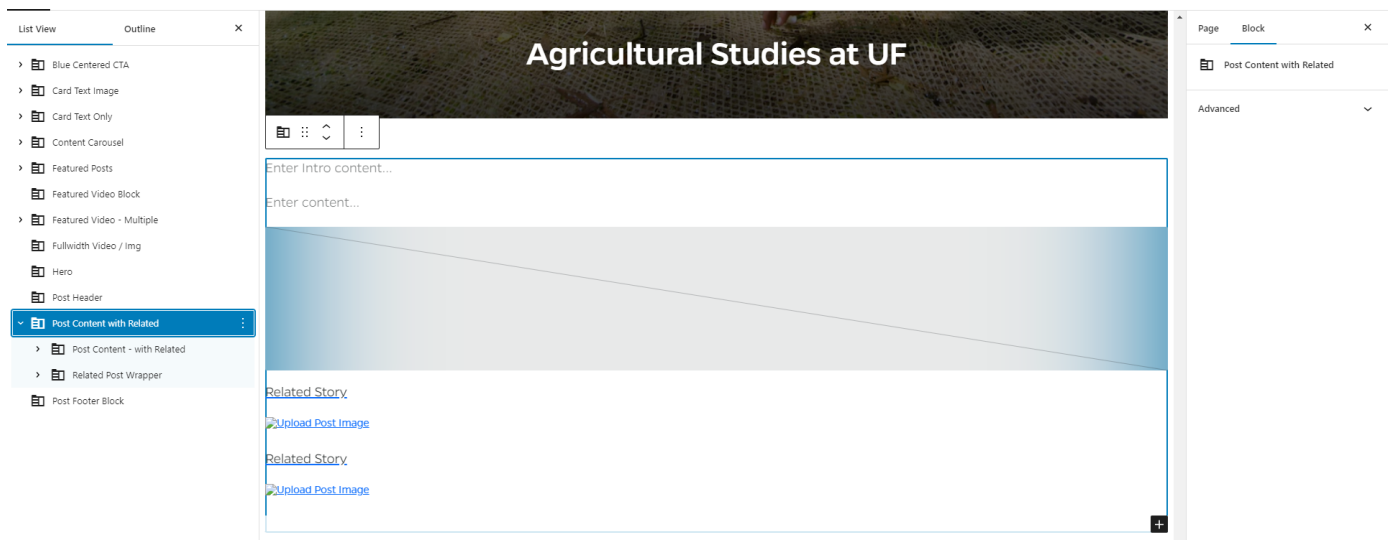 List View
Outline
Blue Centered CTA
Card Text Image
Card Text Only
Content Carousel
Featured Posts
Featured Video Block
Featured Video - Multiple
Fullwidth Video / Img
Hero
Post Header
Post Content with Related
Post Content - with Related
Related Post Wrapper
Post Footer Block
Agricultural Studies at UF
Enter Intro content...
Enter content...
Related Story
Upload Post Image
Related Story
Upload Post Image
Page
Block
Post Content with Related
Advanced